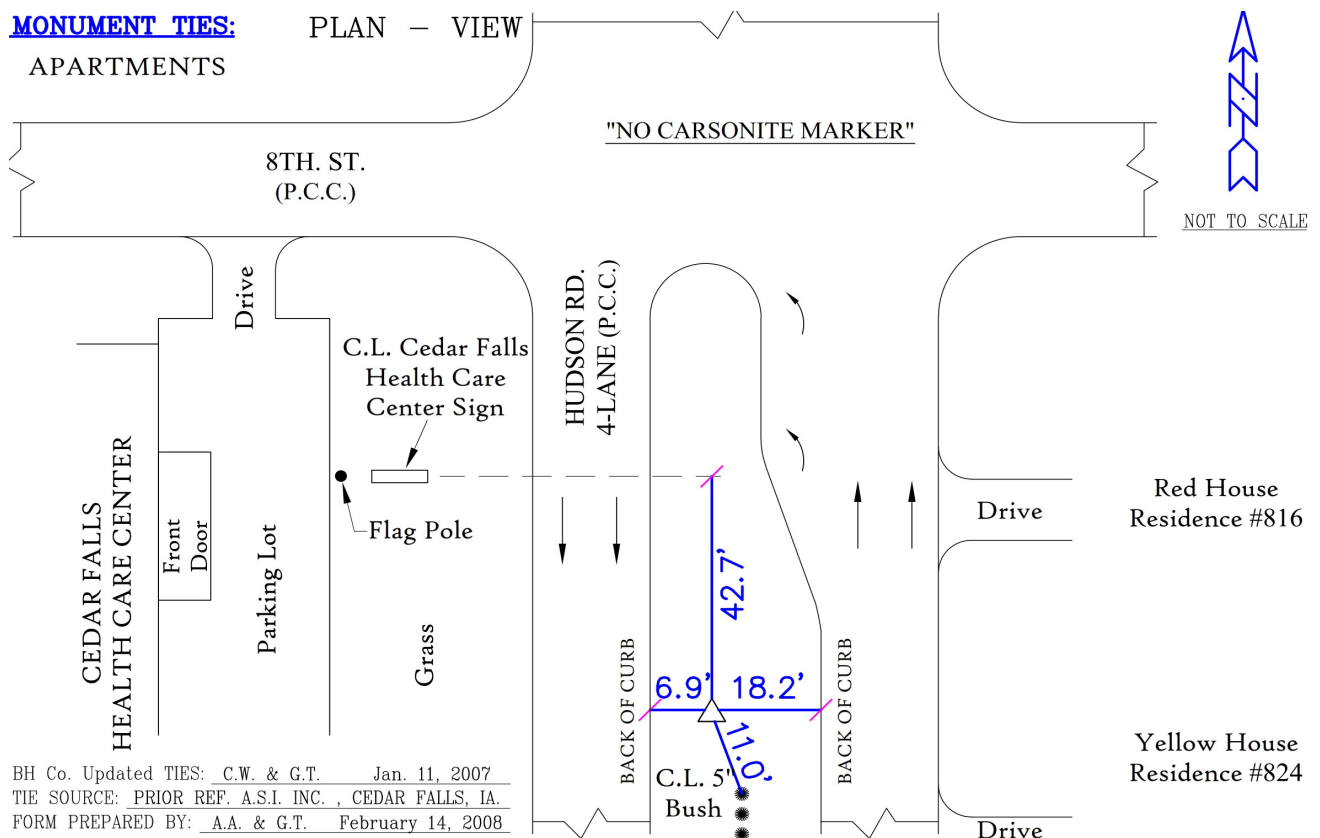 MONUMENT TIES:
PLAN - VIEW
APARTMENTS
"NO CARSONITE MARKER"
8TH. ST.
(P.C.C.)
N
NOT TO SCALE
Drive
HUDSON RD.
4-LANE (P.C.C.)
C.L. Cedar Falls
Health Care
Center Sign
Flag Pole
CEDAR FALLS
HEALTH CARE CENTER
Front
Door
Parking Lot
Grass
Drive
Red House
Residence #816
42.7'
6.9'
18.2'
11.0'
BACK OF CURB
BACK OF CURB
C.L. 5"
Bush
Yellow House
Residence #824
Drive
BH Co. Updated TIES: C.W. & G.T. Jan. 11, 2007
TIE SOURCE: PRIOR REF. A.S.I. INC. , CEDAR FALLS, IA.
FORM PREPARED BY: A.A. & G.T. February 14, 2008